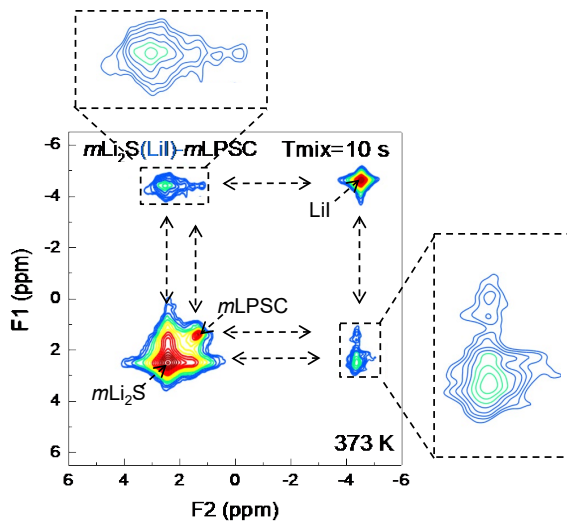 mLi₂S(LiI)-mLPSC Tmix=10 s
-6
-4
-2
0
2
4
6
F1 (ppm)
LiI
mLPSC
mLi₂S
373 K
6 4 2 0 -2 -4 -6
F2 (ppm)